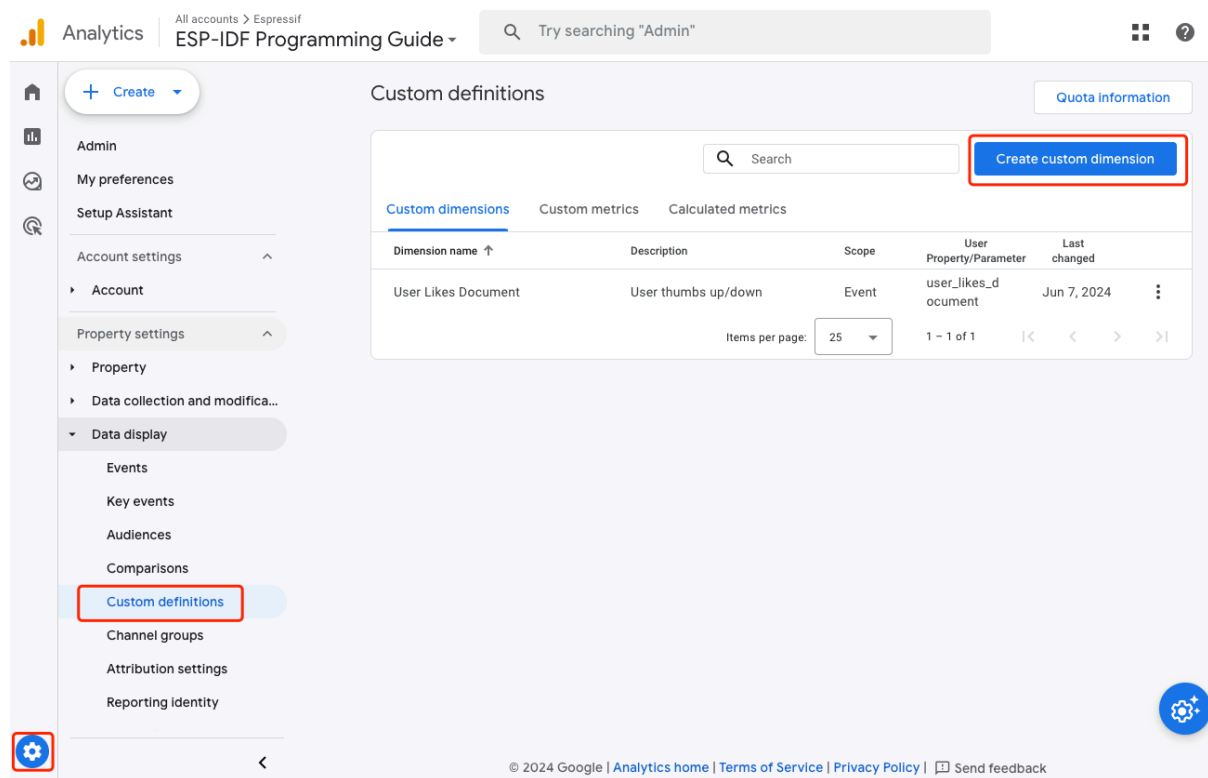 Analytics
All accounts > Espressif
ESP-IDF Programming Guide
Try searching "Admin"
Create
Admin
My preferences
Setup Assistant
Account settings
Account
Property settings
Property
Data collection and modifica...
Data display
Events
Key events
Audiences
Comparisons
Custom definitions
Channel groups
Attribution settings
Reporting identity
Custom definitions
Quota information
Search
Create custom dimension
Custom dimensions Custom metrics Calculated metrics
Dimension name Description Scope User Property/Parameter Last changed
User Likes Document User thumbs up/down Event user_likes_d
ocument Jun 7, 2024
Items per page: 25 1 – 1 of 1
© 2024 Google | Analytics home | Terms of Service | Privacy Policy | Send feedback